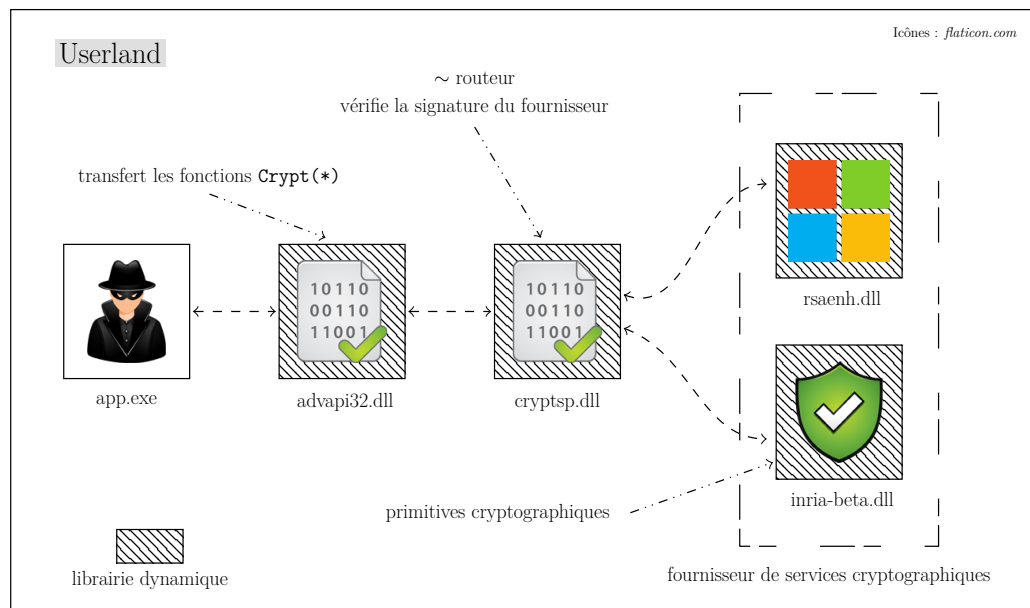 Icônes : flaticon.com
Userland
∼ routeur
vérifie la signature du fournisseur
transfert les fonctions Crypt(*)
10110
00110
11001
10110
00110
11001
rsaenh.dll
app.exe
advapi32.dll
cryptsp.dll
inria-beta.dll
primitives cryptographiques
librairie dynamique
fournisseur de services cryptographiques